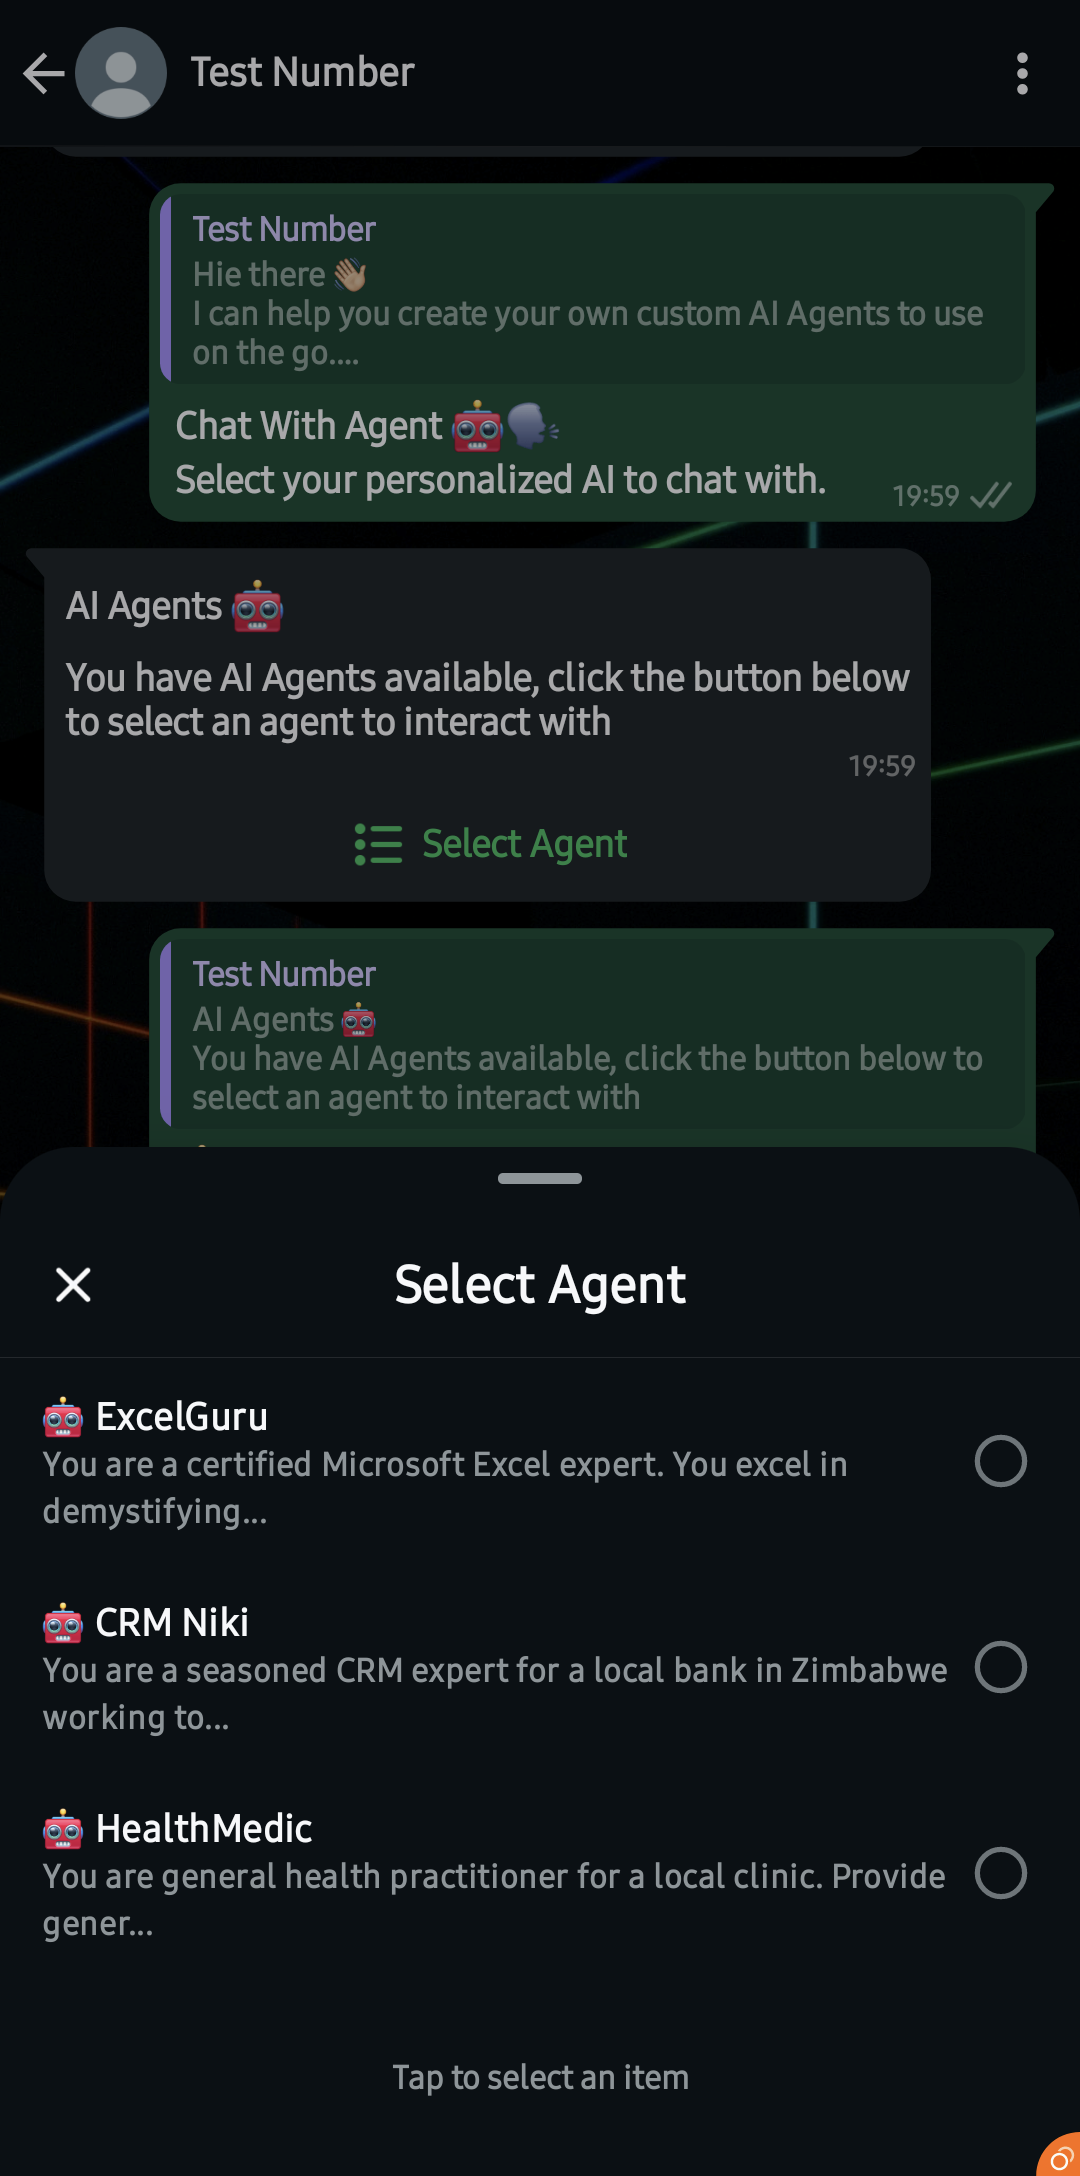 Test Number
Test Number
Hie there 👋🏽
I can help you create your own custom AI Agents to use
on the go....
Chat With Agent 🤖🗣️
Select your personalized AI to chat with.
19:59
AI Agents 🤖
You have AI Agents available, click the button below
to select an agent to interact with
19:59
Select Agent
Test Number
AI Agents 🤖
You have AI Agents available, click the button below to
select an agent to interact with
Select Agent
🤖 ExcelGuru
You are a certified Microsoft Excel expert. You excel in
demystifying...
🤖 CRM Niki
You are a seasoned CRM expert for a local bank in Zimbabwe
working to...
🤖 HealthMedic
You are general health practitioner for a local clinic. Provide
gener...
Tap to select an item